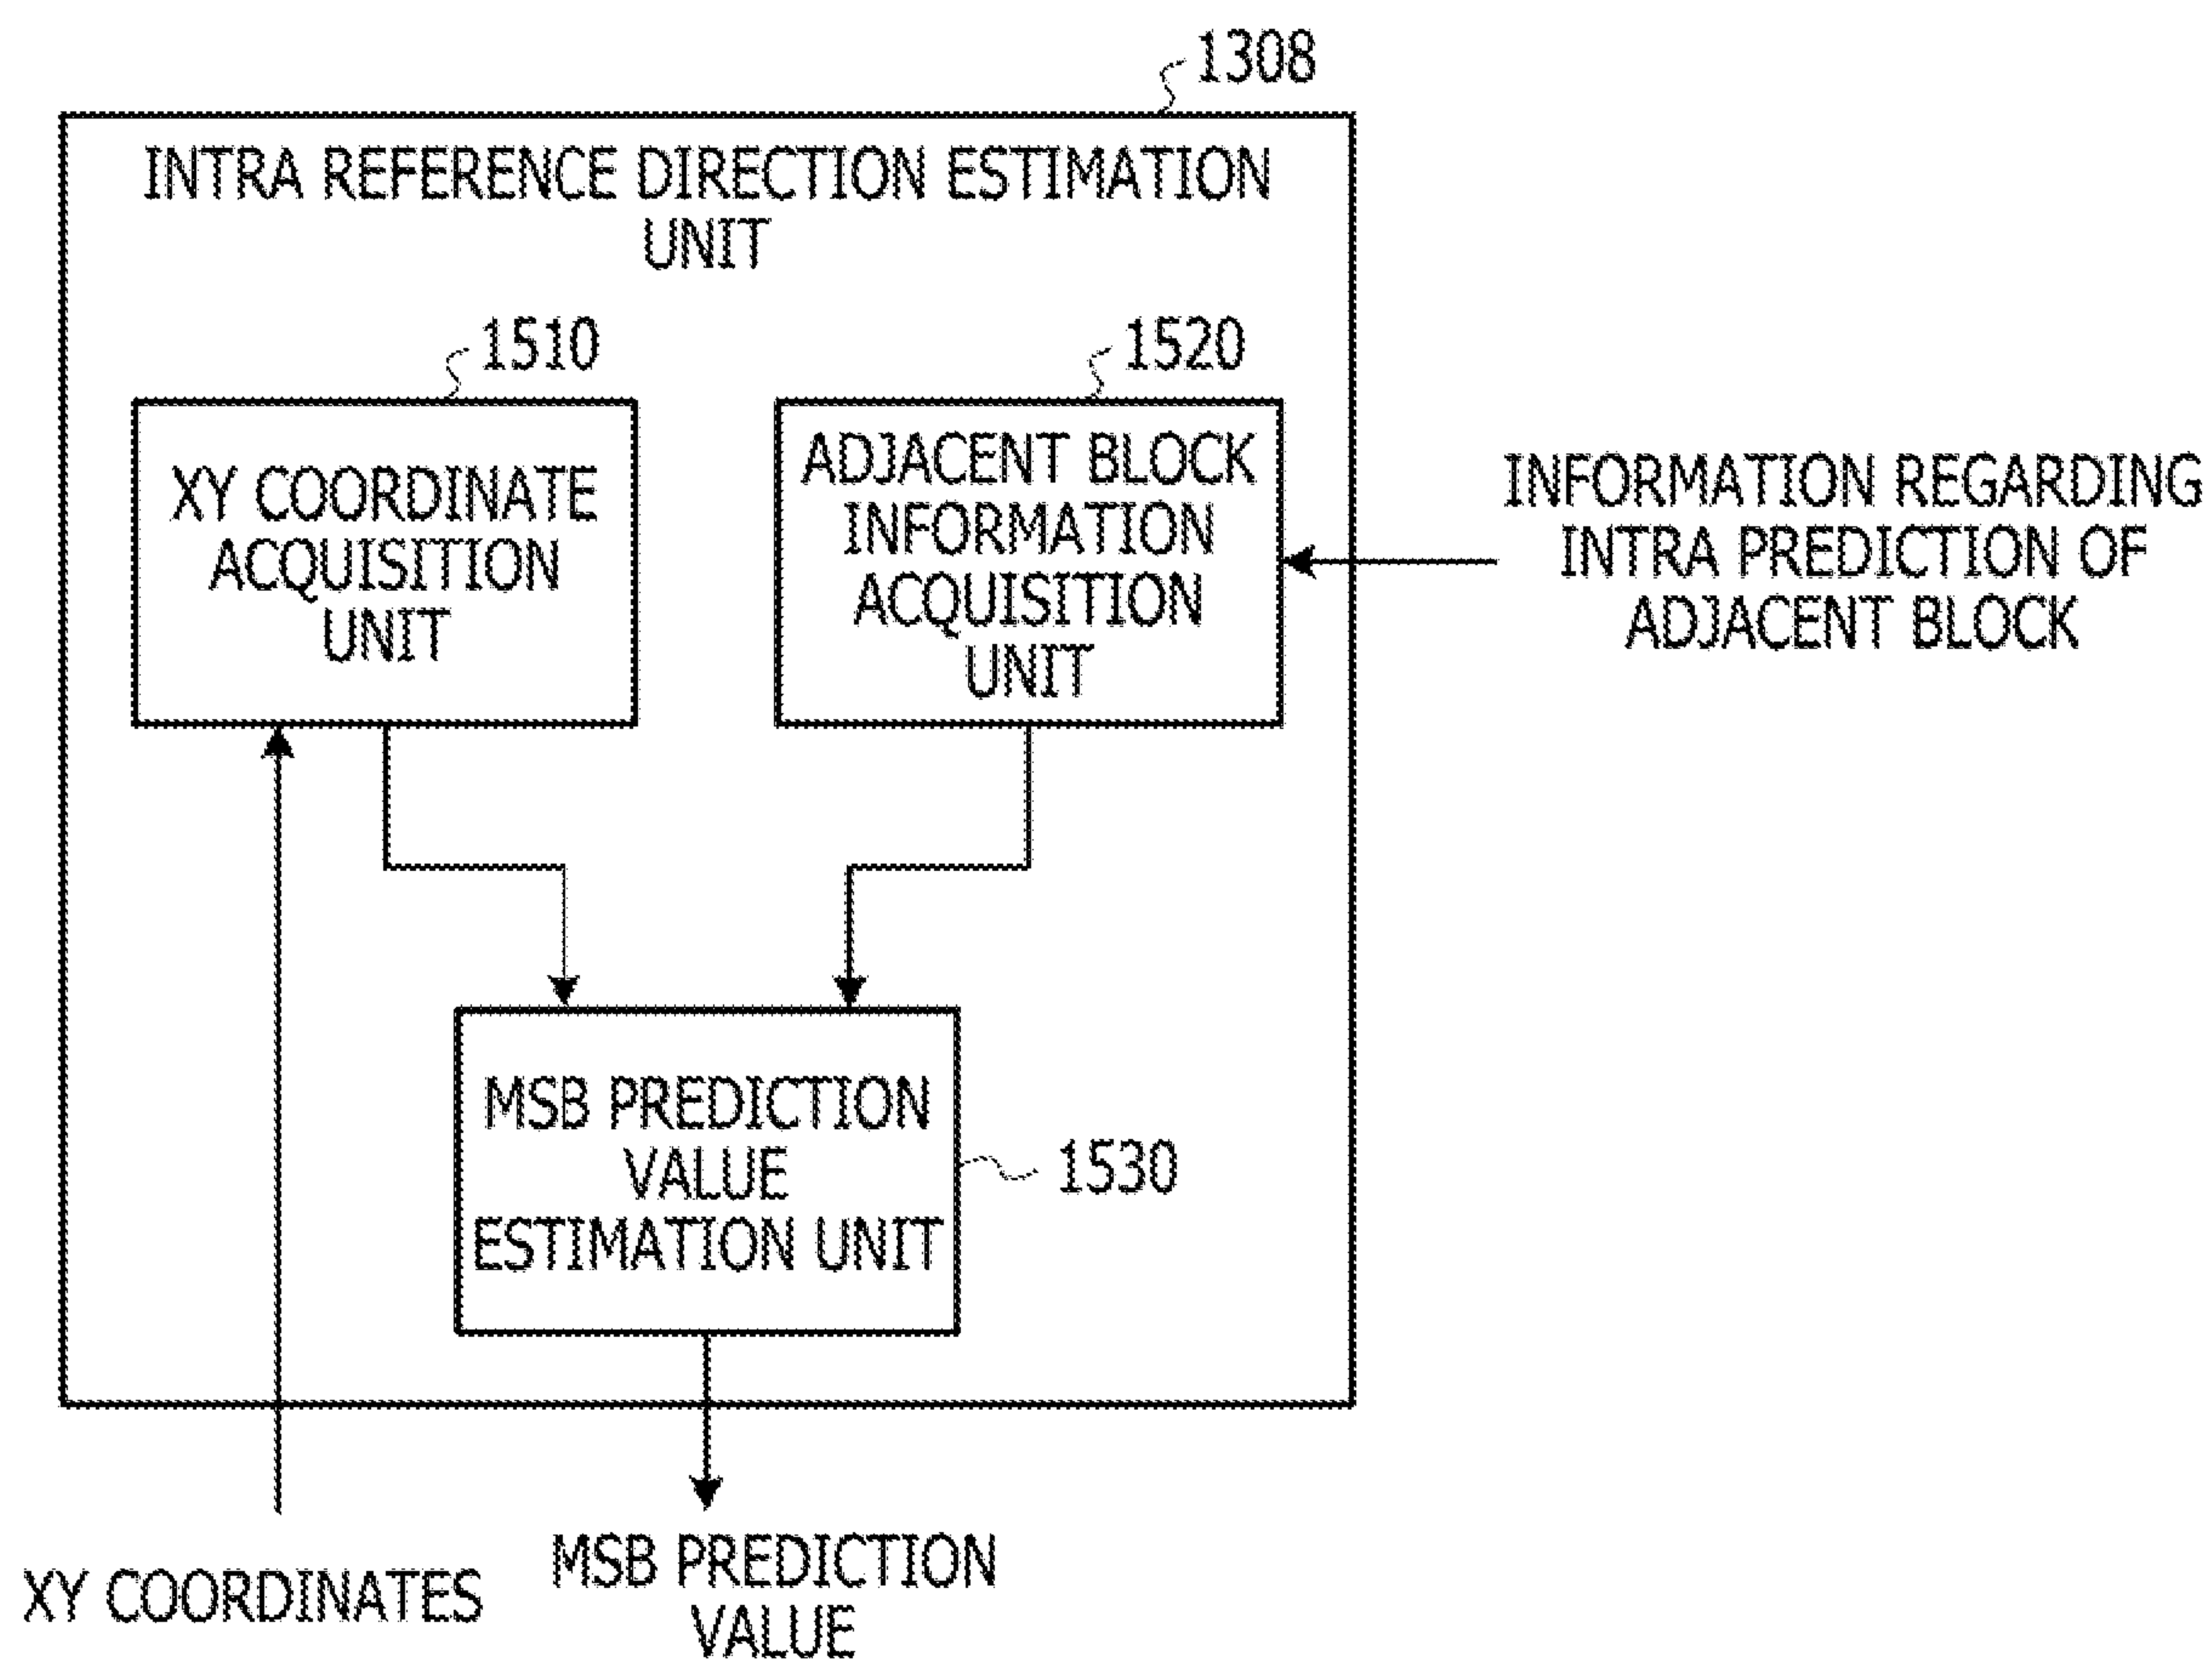 1308
INTRA REFERENCE DIRECTION ESTIMATION
UNIT
1510
1520
XY COORDINATE
ACQUISITION
UNIT
ADJACENT BLOCK
INFORMATION
ACQUISITION
UNIT
INFORMATION REGARDING
INTRA PREDICTION OF
ADJACENT BLOCK
MSB PREDICTION
VALUE
ESTIMATION UNIT
1530
XY COORDINATES
MSB PREDICTION
VALUE